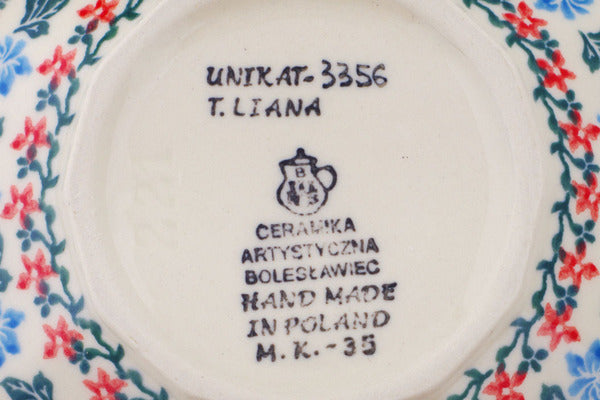 UNIKAT-3356
T. LIANA
CERAMIKA
ARTYSTYCZNA
BOLESŁAWIEC
HAND MADE
IN POLAND
M.K.-35